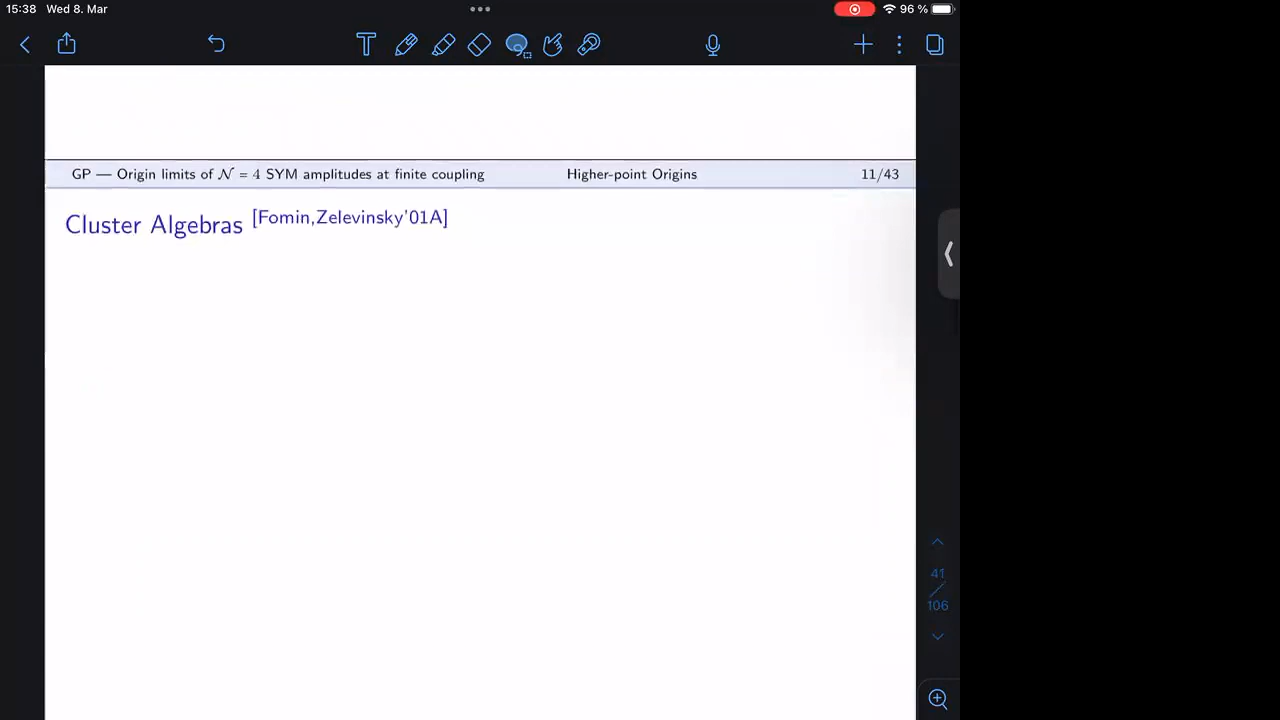 15:38 Wed 8. Mar
96 %
GP — Origin limits of 𝒩 = 4 SYM amplitudes at finite coupling Higher-point Origins 11/43
Cluster Algebras [Fomin,Zelevinsky'01A]
41
/
106